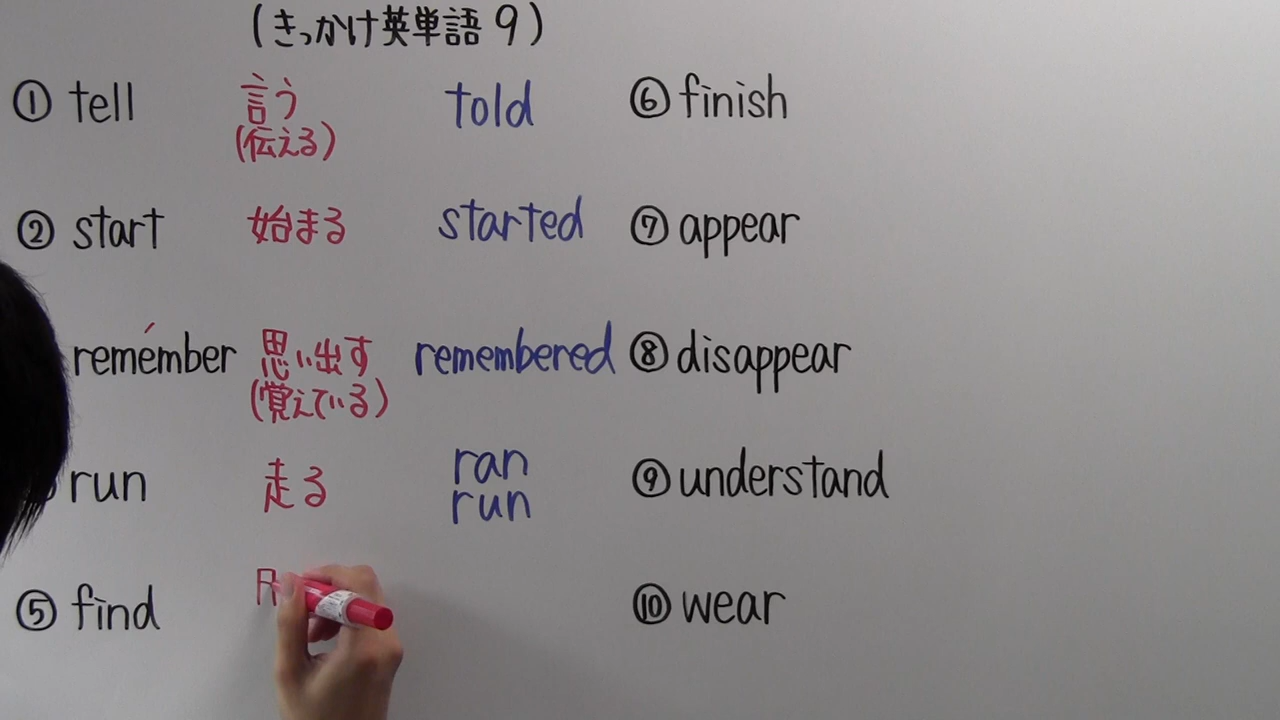 (きっかけ英単語9)
① tell 言う told
(伝える)
② start 始まる started
remember 思い出す remembered
(覚えている)
run 走る ran
run
⑤ find
⑥ finish
⑦ appear
⑧ disappear
⑨ understand
⑩ wear